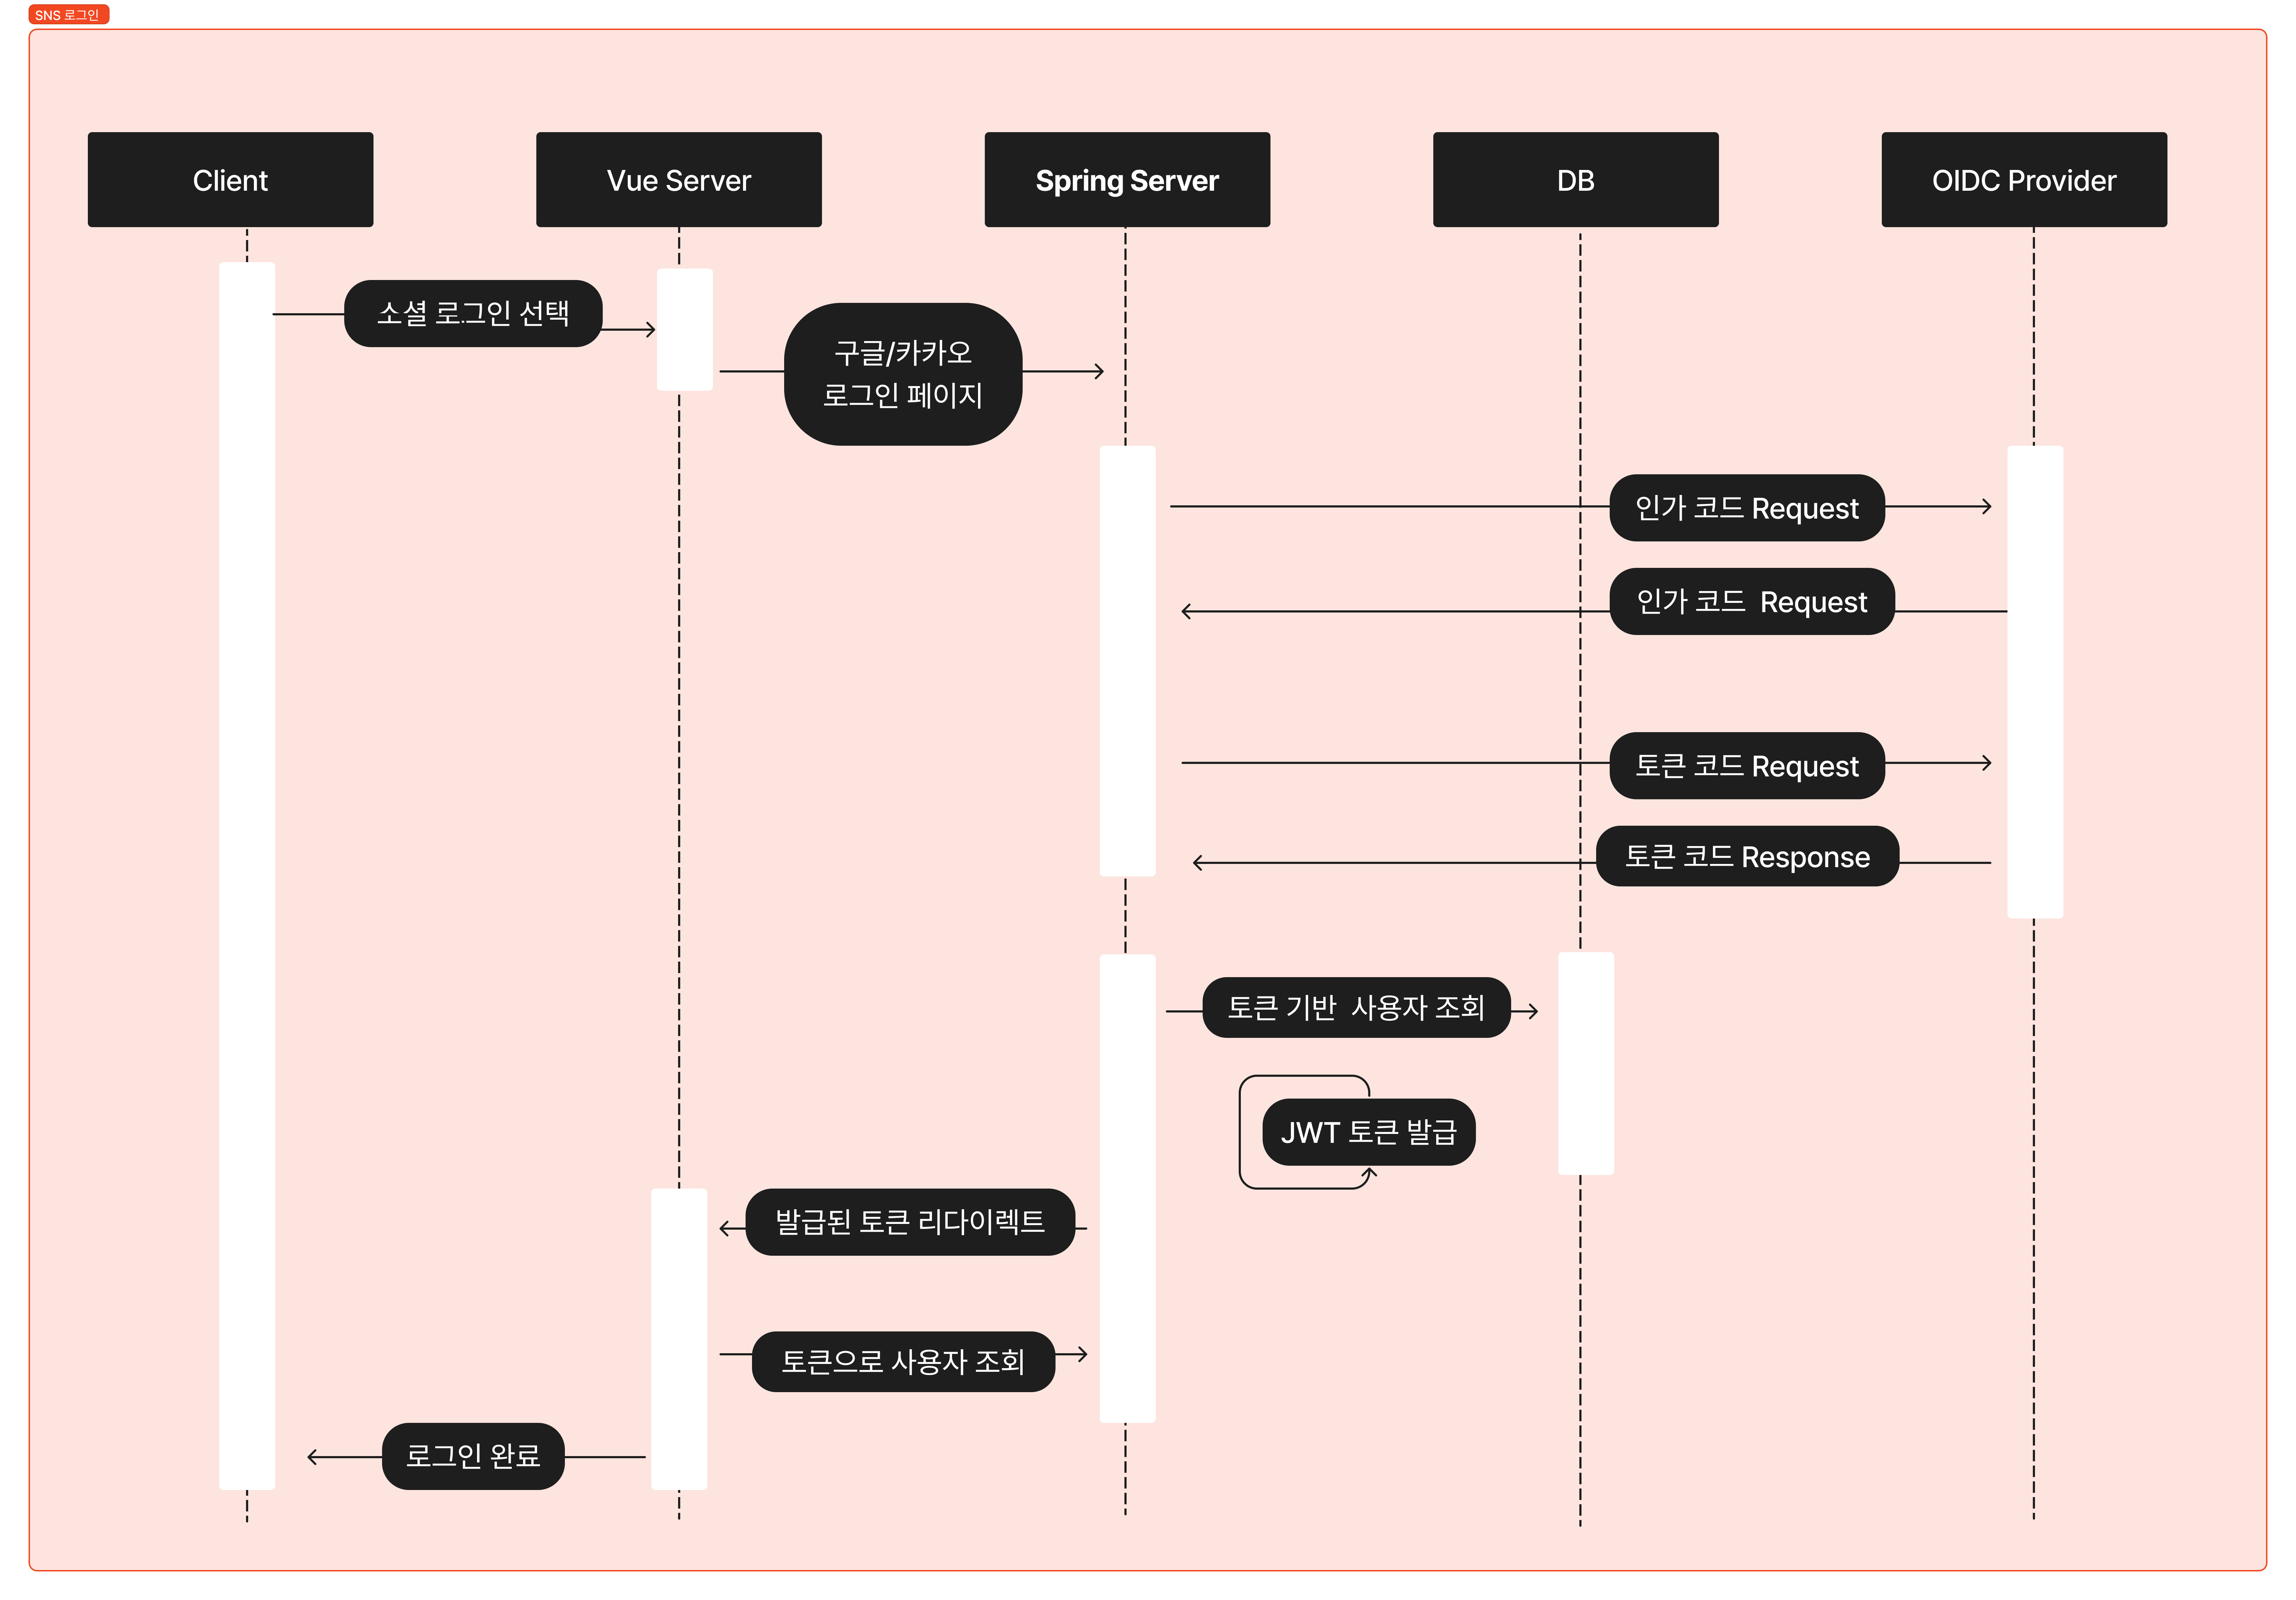 SNS 로그인
Client
Vue Server
Spring Server
DB
OIDC Provider
소셜 로그인 선택
구글/카카오
로그인 페이지
인가 코드 Request
인가 코드  Request
토큰 코드 Request
토큰 코드 Response
토큰 기반  사용자 조회
JWT 토큰 발급
발급된 토큰 리다이렉트
토큰으로 사용자 조회
로그인 완료